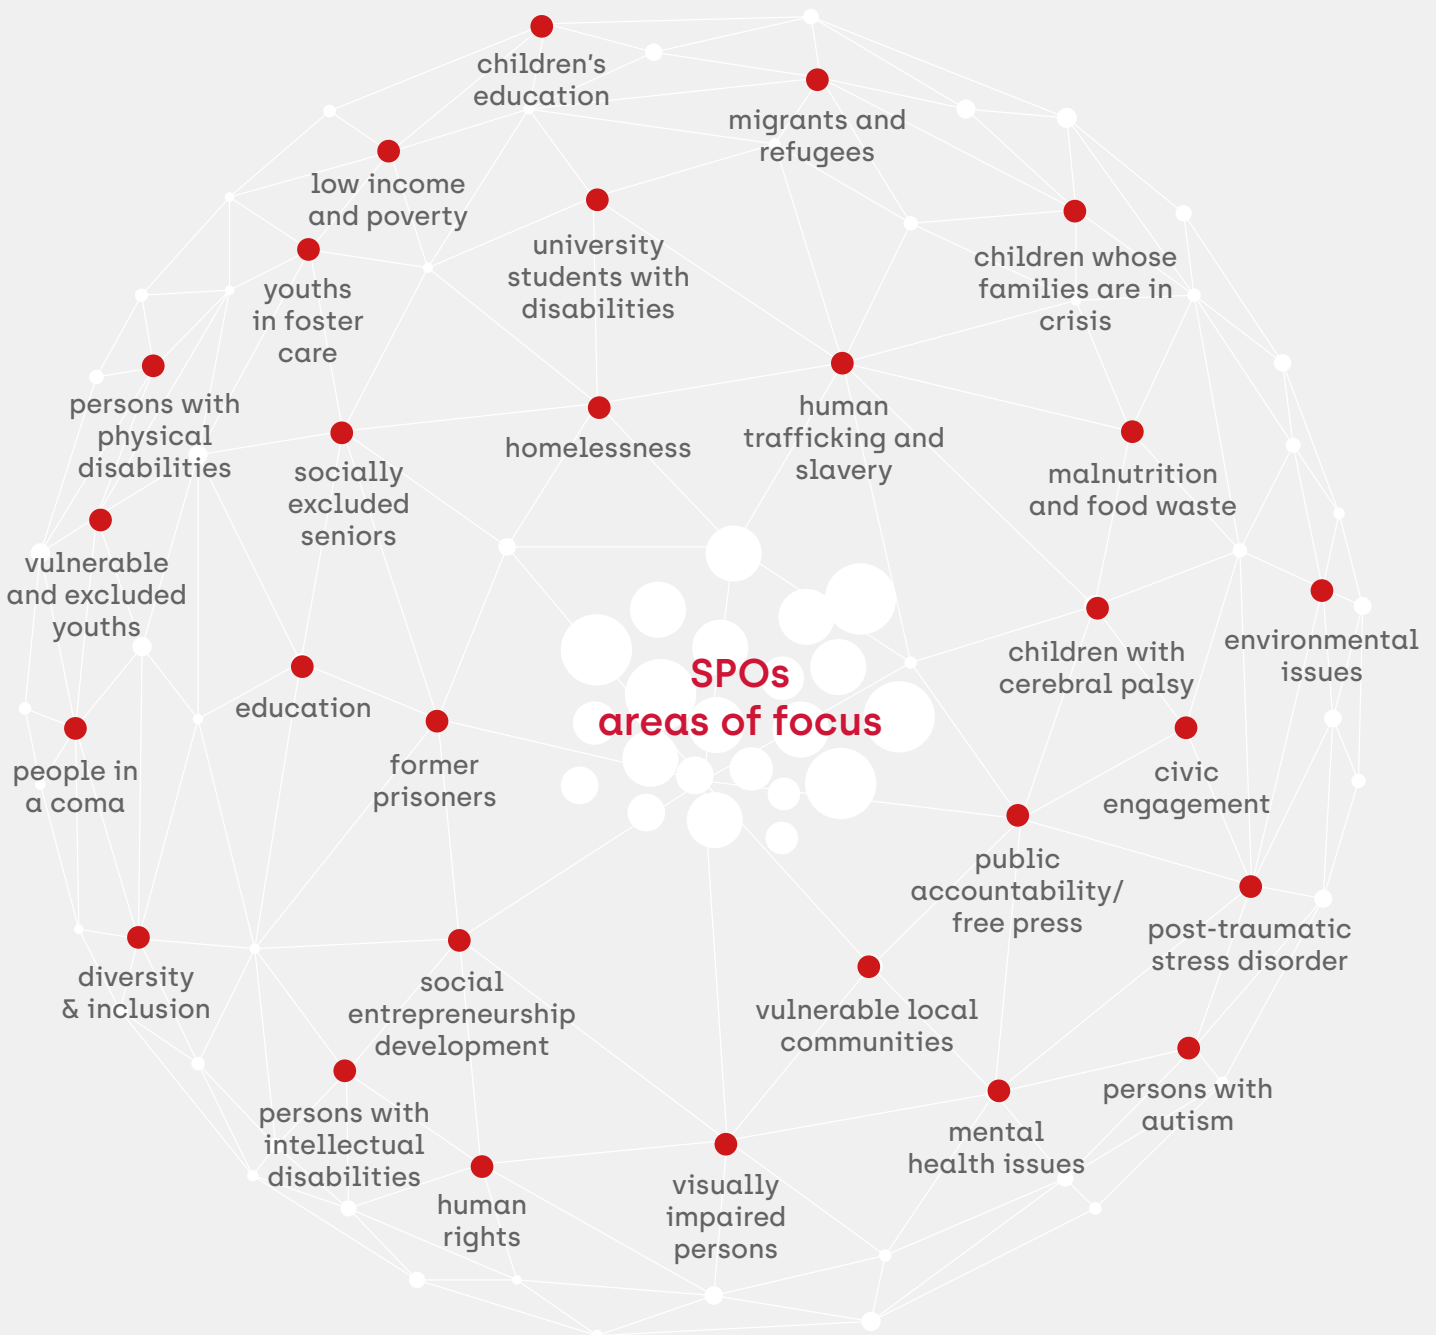 children's
education
migrants and
refugees
low income
and poverty
university
students with
disabilities
children whose
families are in
crisis
youths
in foster
care
persons with
physical
disabilities
socially
excluded
seniors
homelessness
human
trafficking and
slavery
malnutrition
and food waste
vulnerable
and excluded
youths
environmental
issues
children with
cerebral palsy
SPOs
areas of focus
education
former
prisoners
people in
a coma
civic
engagement
public
accountability/
free press
post-traumatic
stress disorder
diversity
& inclusion
social
entrepreneurship
development
vulnerable local
communities
persons with
intellectual
disabilities
human
rights
visually
impaired
persons
mental
health issues
persons with
autism